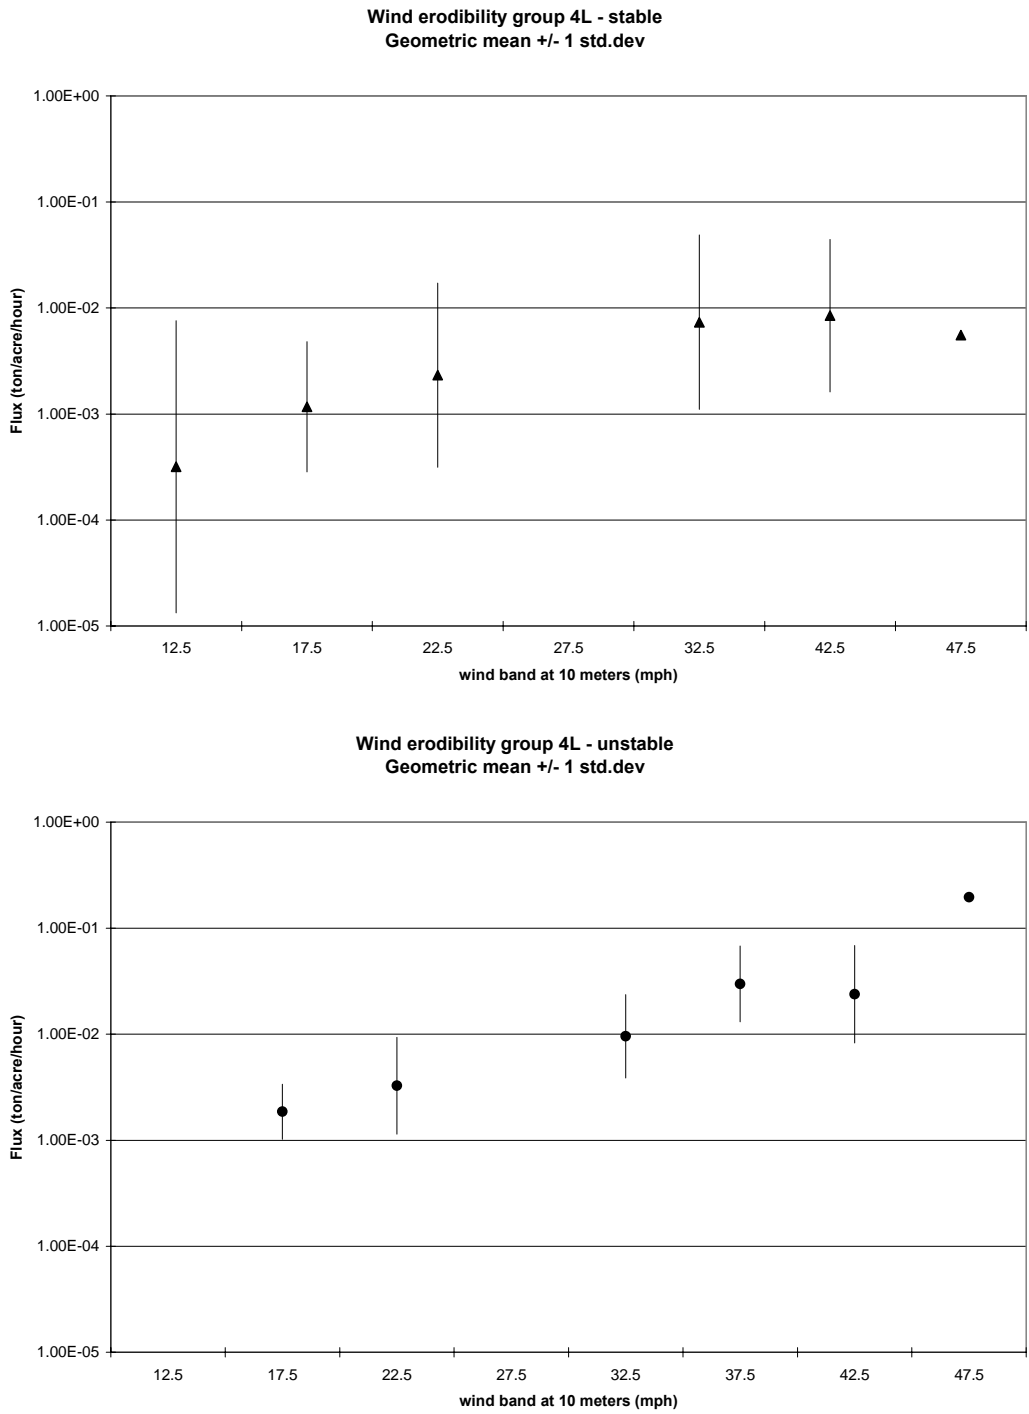 Wind erodibility group 4L - stable
Geometric mean +/- 1 std.dev
1.00E+00
1.00E-01
1.00E-02
1.00E-03
1.00E-04
1.00E-05
Flux (ton/acre/hour)
12.5 17.5 22.5 27.5 32.5 42.5 47.5
wind band at 10 meters (mph)
Wind erodibility group 4L - unstable
Geometric mean +/- 1 std.dev
1.00E+00
1.00E-01
1.00E-02
1.00E-03
1.00E-04
1.00E-05
Flux (ton/acre/hour)
12.5 17.5 22.5 27.5 32.5 37.5 42.5 47.5
wind band at 10 meters (mph)